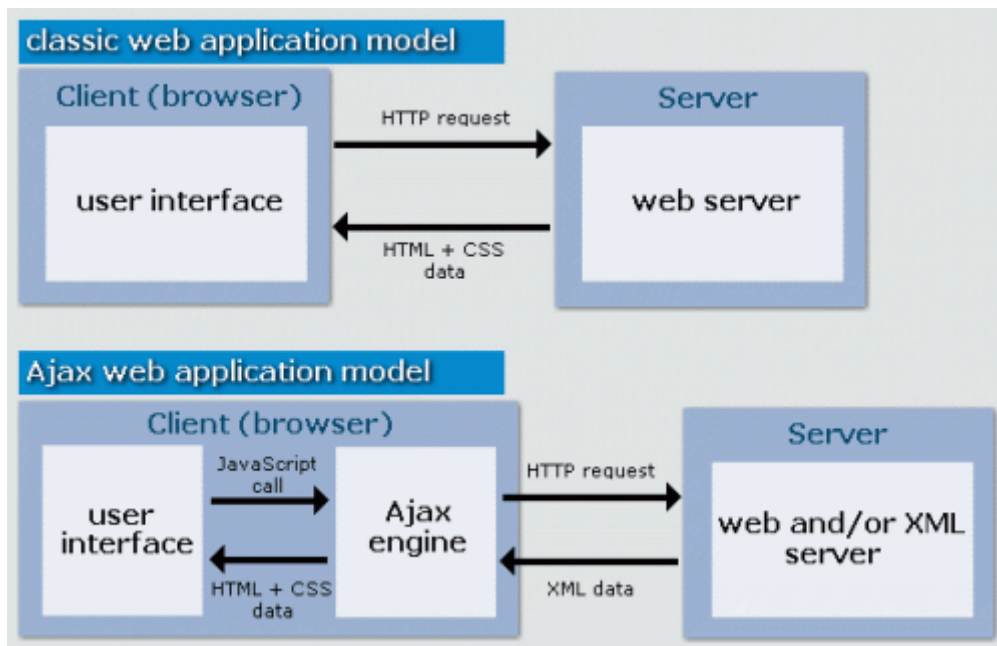 classic web application model
Client (browser)
Server
HTTP request
user interface
web server
HTML + CSS
data
Ajax web application model
Client (browser)
Server
JavaScript
call
HTTP request
user
interface
Ajax
engine
web and/or XML
server
HTML + CSS
data
XML data